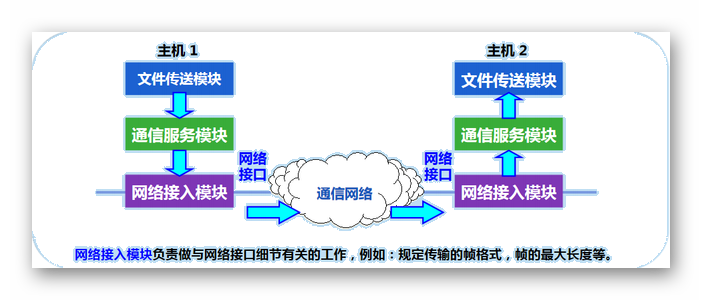 主机 1
主机 2
文件传送模块
文件传送模块
通信服务模块
通信服务模块
网络
接口
网络
接口
网络接入模块
通信网络
网络接入模块
网络接入模块负责做与网络接口细节有关的工作，例如：规定传输的帧格式，帧的最大长度等。